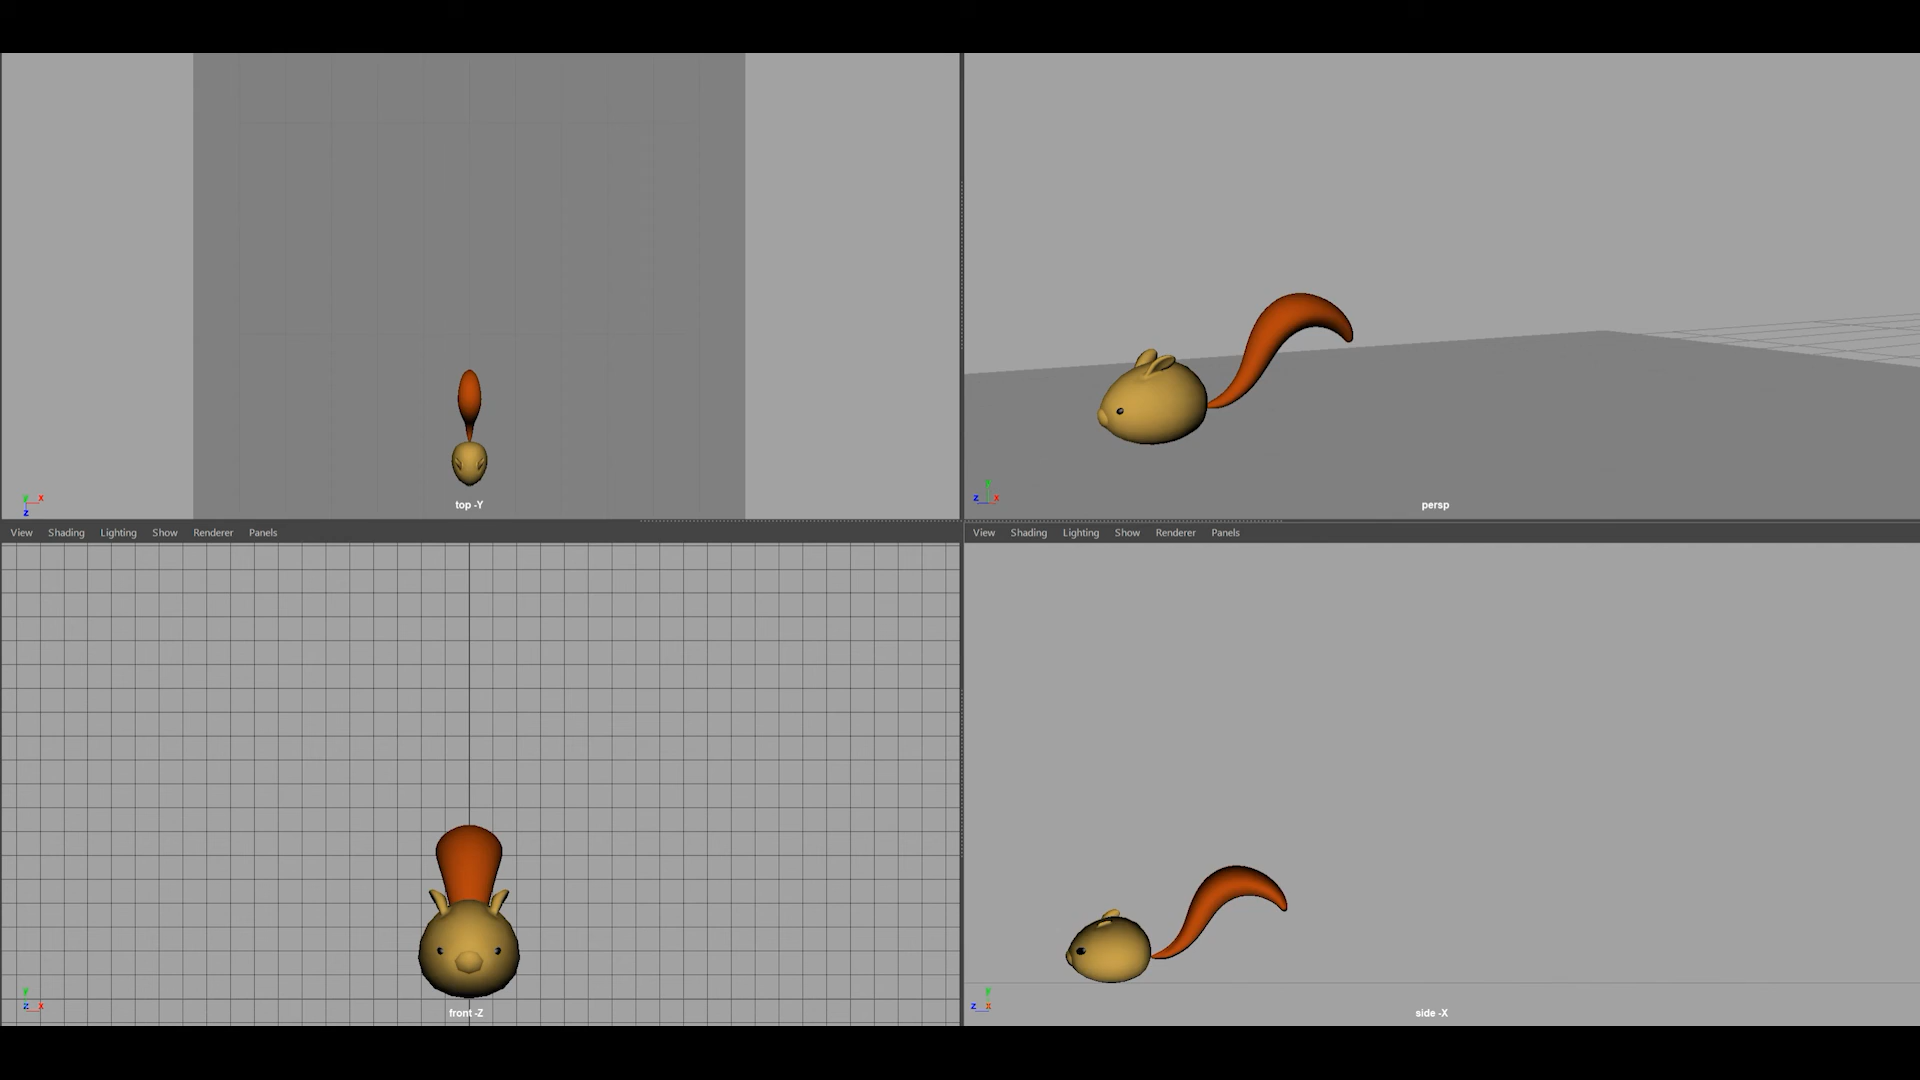 y x
z
top -Y
y
z x
persp
View Shading Lighting Show Renderer Panels
View Shading Lighting Show Renderer Panels
y
z x
front -Z
y
z x
side -X